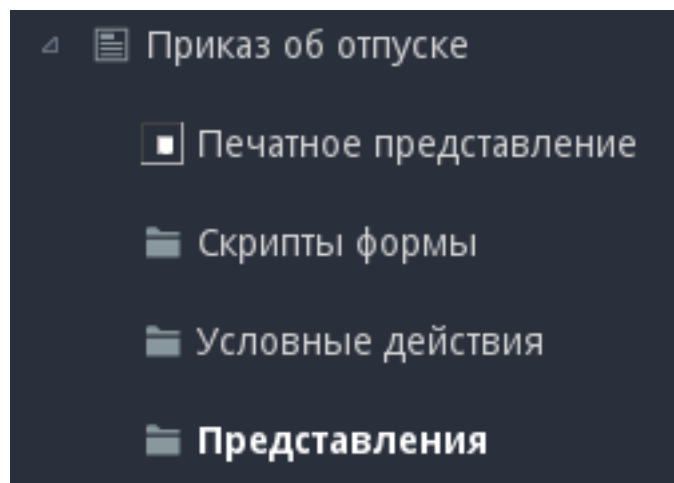 Приказ об отпуске
Печатное представление
Скрипты формы
Условные действия
Представления